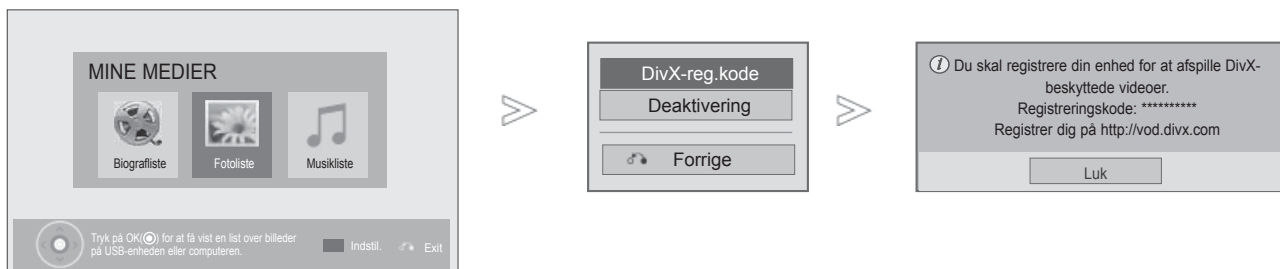 MINE MEDIER
Biografliste
Fotoliste
Musikliste
Tryk på OK(◉) for at få vist en list over billeder
på USB-enheden eller computeren.
Indstil.
Exit
DivX-reg.kode
Deaktivering
Forrige
Du skal registrere din enhed for at afspille DivX-
beskyttede videoer.
Registreringskode: **********
Registrer dig på http://vod.divx.com
Luk